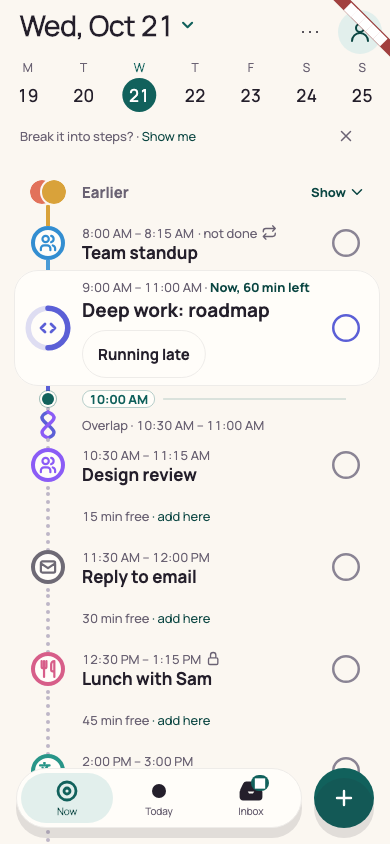 Wed, Oct 21
...
M T W T F S S
19 20 21 22 23 24 25
Break it into steps? · Show me
Earlier
Show
8:00 AM – 8:15 AM · not done
Team standup
9:00 AM – 11:00 AM · Now, 60 min left
Deep work: roadmap
Running late
10:00 AM
Overlap · 10:30 AM – 11:00 AM
10:30 AM – 11:15 AM
Design review
15 min free · add here
11:30 AM – 12:00 PM
Reply to email
30 min free · add here
12:30 PM – 1:15 PM
Lunch with Sam
45 min free · add here
2:00 PM – 3:00 PM
Now
Today
Inbox